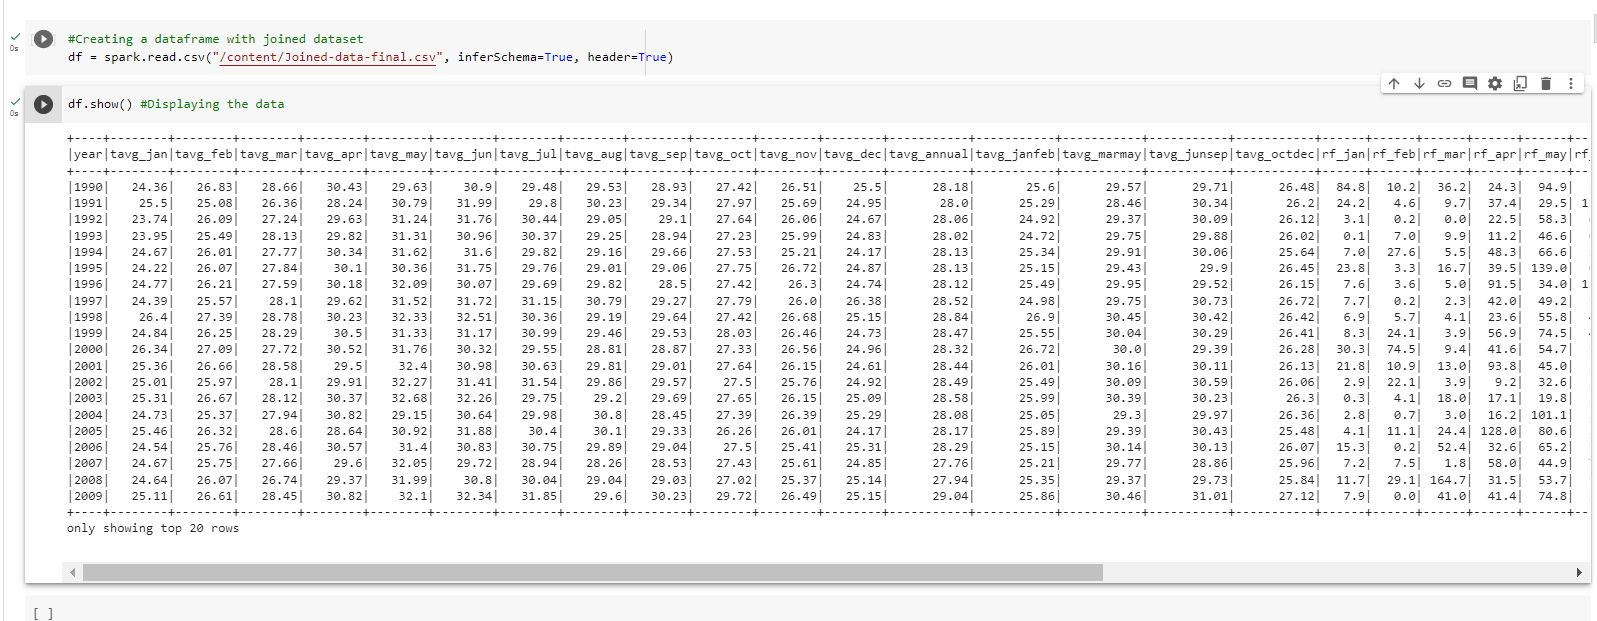 #Creating a dataframe with joined dataset
0s
df = spark.read.csv("/content/Joined-data-final.csv", inferSchema=True, header=True)
df.show() #Displaying the data
0s
+----+--------+--------+--------+--------+--------+--------+--------+--------+--------+--------+--------+--------+-----------+-----------+-----------+-----------+-----------+------+------+------+------+------+--
|year|tavg_jan|tavg_feb|tavg_mar|tavg_apr|tavg_may|tavg_jun|tavg_jul|tavg_aug|tavg_sep|tavg_oct|tavg_nov|tavg_dec|tavg_annual|tavg_janfeb|tavg_marmay|tavg_junsep|tavg_octdec|rf_jan|rf_feb|rf_mar|rf_apr|rf_may|rf_
+----+--------+--------+--------+--------+--------+--------+--------+--------+--------+--------+--------+--------+-----------+-----------+-----------+-----------+-----------+------+------+------+------+------+--
|1990| 24.36| 26.83| 28.66| 30.43| 29.63| 30.9| 29.48| 29.53| 28.93| 27.42| 26.51| 25.5| 28.18| 25.6| 29.57| 29.71| 26.48| 84.8| 10.2| 36.2| 24.3| 94.9|
|1991| 25.5| 25.08| 26.36| 28.24| 30.79| 31.99| 29.8| 30.23| 29.34| 27.97| 25.69| 24.95| 28.0| 25.29| 28.46| 30.34| 26.2| 24.2| 4.6| 9.7| 37.4| 29.5| 1
|1992| 23.74| 26.09| 27.24| 29.63| 31.24| 31.76| 30.44| 29.05| 29.1| 27.64| 26.06| 24.67| 28.06| 24.92| 29.37| 30.09| 26.12| 3.1| 0.2| 0.0| 22.5| 58.3|
|1993| 23.95| 25.49| 28.13| 29.82| 31.31| 30.96| 30.37| 29.25| 28.94| 27.23| 25.99| 24.83| 28.02| 24.72| 29.75| 29.88| 26.02| 0.1| 7.0| 9.9| 11.2| 46.6|
|1994| 24.67| 26.01| 27.77| 30.34| 31.62| 31.6| 29.82| 29.16| 29.66| 27.53| 25.21| 24.17| 28.13| 25.34| 29.91| 30.06| 25.64| 7.0| 27.6| 5.5| 48.3| 66.6|
|1995| 24.22| 26.07| 27.84| 30.1| 30.36| 31.75| 29.76| 29.01| 29.06| 27.75| 26.72| 24.87| 28.13| 25.15| 29.43| 29.9| 26.45| 23.8| 3.3| 16.7| 39.5| 139.0|
|1996| 24.77| 26.21| 27.59| 30.18| 32.09| 30.07| 29.69| 29.82| 28.5| 27.42| 26.3| 24.74| 28.12| 25.49| 29.95| 29.52| 26.15| 7.6| 3.6| 5.0| 91.5| 34.0| 1
|1997| 24.39| 25.57| 28.1| 29.62| 31.52| 31.72| 31.15| 30.79| 29.27| 27.79| 26.0| 26.38| 28.52| 24.98| 29.75| 30.73| 26.72| 7.7| 0.2| 2.3| 42.0| 49.2|
|1998| 26.4| 27.39| 28.78| 30.23| 32.33| 32.51| 30.36| 29.19| 29.64| 27.42| 26.68| 25.15| 28.84| 26.9| 30.45| 30.42| 26.42| 6.9| 5.7| 4.1| 23.6| 55.8|
|1999| 24.84| 26.25| 28.29| 30.5| 31.33| 31.17| 30.99| 29.46| 29.53| 28.03| 26.46| 24.73| 28.47| 25.55| 30.04| 30.29| 26.41| 8.3| 24.1| 3.9| 56.9| 74.5|
|2000| 26.34| 27.09| 27.72| 30.52| 31.76| 30.32| 29.55| 28.81| 28.87| 27.33| 26.56| 24.96| 28.32| 26.72| 30.0| 29.39| 26.28| 30.3| 74.5| 9.4| 41.6| 54.7|
|2001| 25.36| 26.66| 28.58| 29.5| 32.4| 30.98| 30.63| 29.81| 29.01| 27.64| 26.15| 24.61| 28.44| 26.01| 30.16| 30.11| 26.13| 21.8| 10.9| 13.0| 93.8| 45.0|
|2002| 25.01| 25.97| 28.1| 29.91| 32.27| 31.41| 31.54| 29.86| 29.57| 27.5| 25.76| 24.92| 28.49| 25.49| 30.09| 30.59| 26.06| 2.9| 22.1| 3.9| 9.2| 32.6|
|2003| 25.31| 26.67| 28.12| 30.37| 32.68| 32.26| 29.75| 29.2| 29.69| 27.65| 26.15| 25.09| 28.58| 25.99| 30.39| 30.23| 26.3| 0.3| 4.1| 18.0| 17.1| 19.8|
|2004| 24.73| 25.37| 27.94| 30.82| 29.15| 30.64| 29.98| 30.8| 28.45| 27.39| 26.39| 25.29| 28.08| 25.05| 29.3| 29.97| 26.36| 2.8| 0.7| 3.0| 16.2| 101.1|
|2005| 25.46| 26.32| 28.6| 28.64| 30.92| 31.88| 30.4| 30.1| 29.33| 26.26| 26.01| 24.17| 28.17| 25.89| 29.39| 30.43| 25.48| 4.1| 11.1| 24.4| 128.0| 80.6|
|2006| 24.54| 25.76| 28.46| 30.57| 31.4| 30.83| 30.75| 29.89| 29.04| 27.5| 25.41| 25.31| 28.29| 25.15| 30.14| 30.13| 26.07| 15.3| 0.2| 52.4| 32.6| 65.2|
|2007| 24.67| 25.75| 27.66| 29.6| 32.05| 29.72| 28.94| 28.26| 28.53| 27.43| 25.61| 24.85| 27.76| 25.21| 29.77| 28.86| 25.96| 7.2| 7.5| 1.8| 58.0| 44.9|
|2008| 24.64| 26.07| 26.74| 29.37| 31.99| 30.8| 30.04| 29.04| 29.03| 27.02| 25.37| 25.14| 27.94| 25.35| 29.37| 29.73| 25.84| 11.7| 29.1| 164.7| 31.5| 53.7|
|2009| 25.11| 26.61| 28.45| 30.82| 32.1| 32.34| 31.85| 29.6| 30.23| 29.72| 26.49| 25.15| 29.04| 25.86| 30.46| 31.01| 27.12| 7.9| 0.0| 41.0| 41.4| 74.8|
+----+--------+--------+--------+--------+--------+--------+--------+--------+--------+--------+--------+--------+-----------+-----------+-----------+-----------+-----------+------+------+------+------+------+--
only showing top 20 rows
[ ]